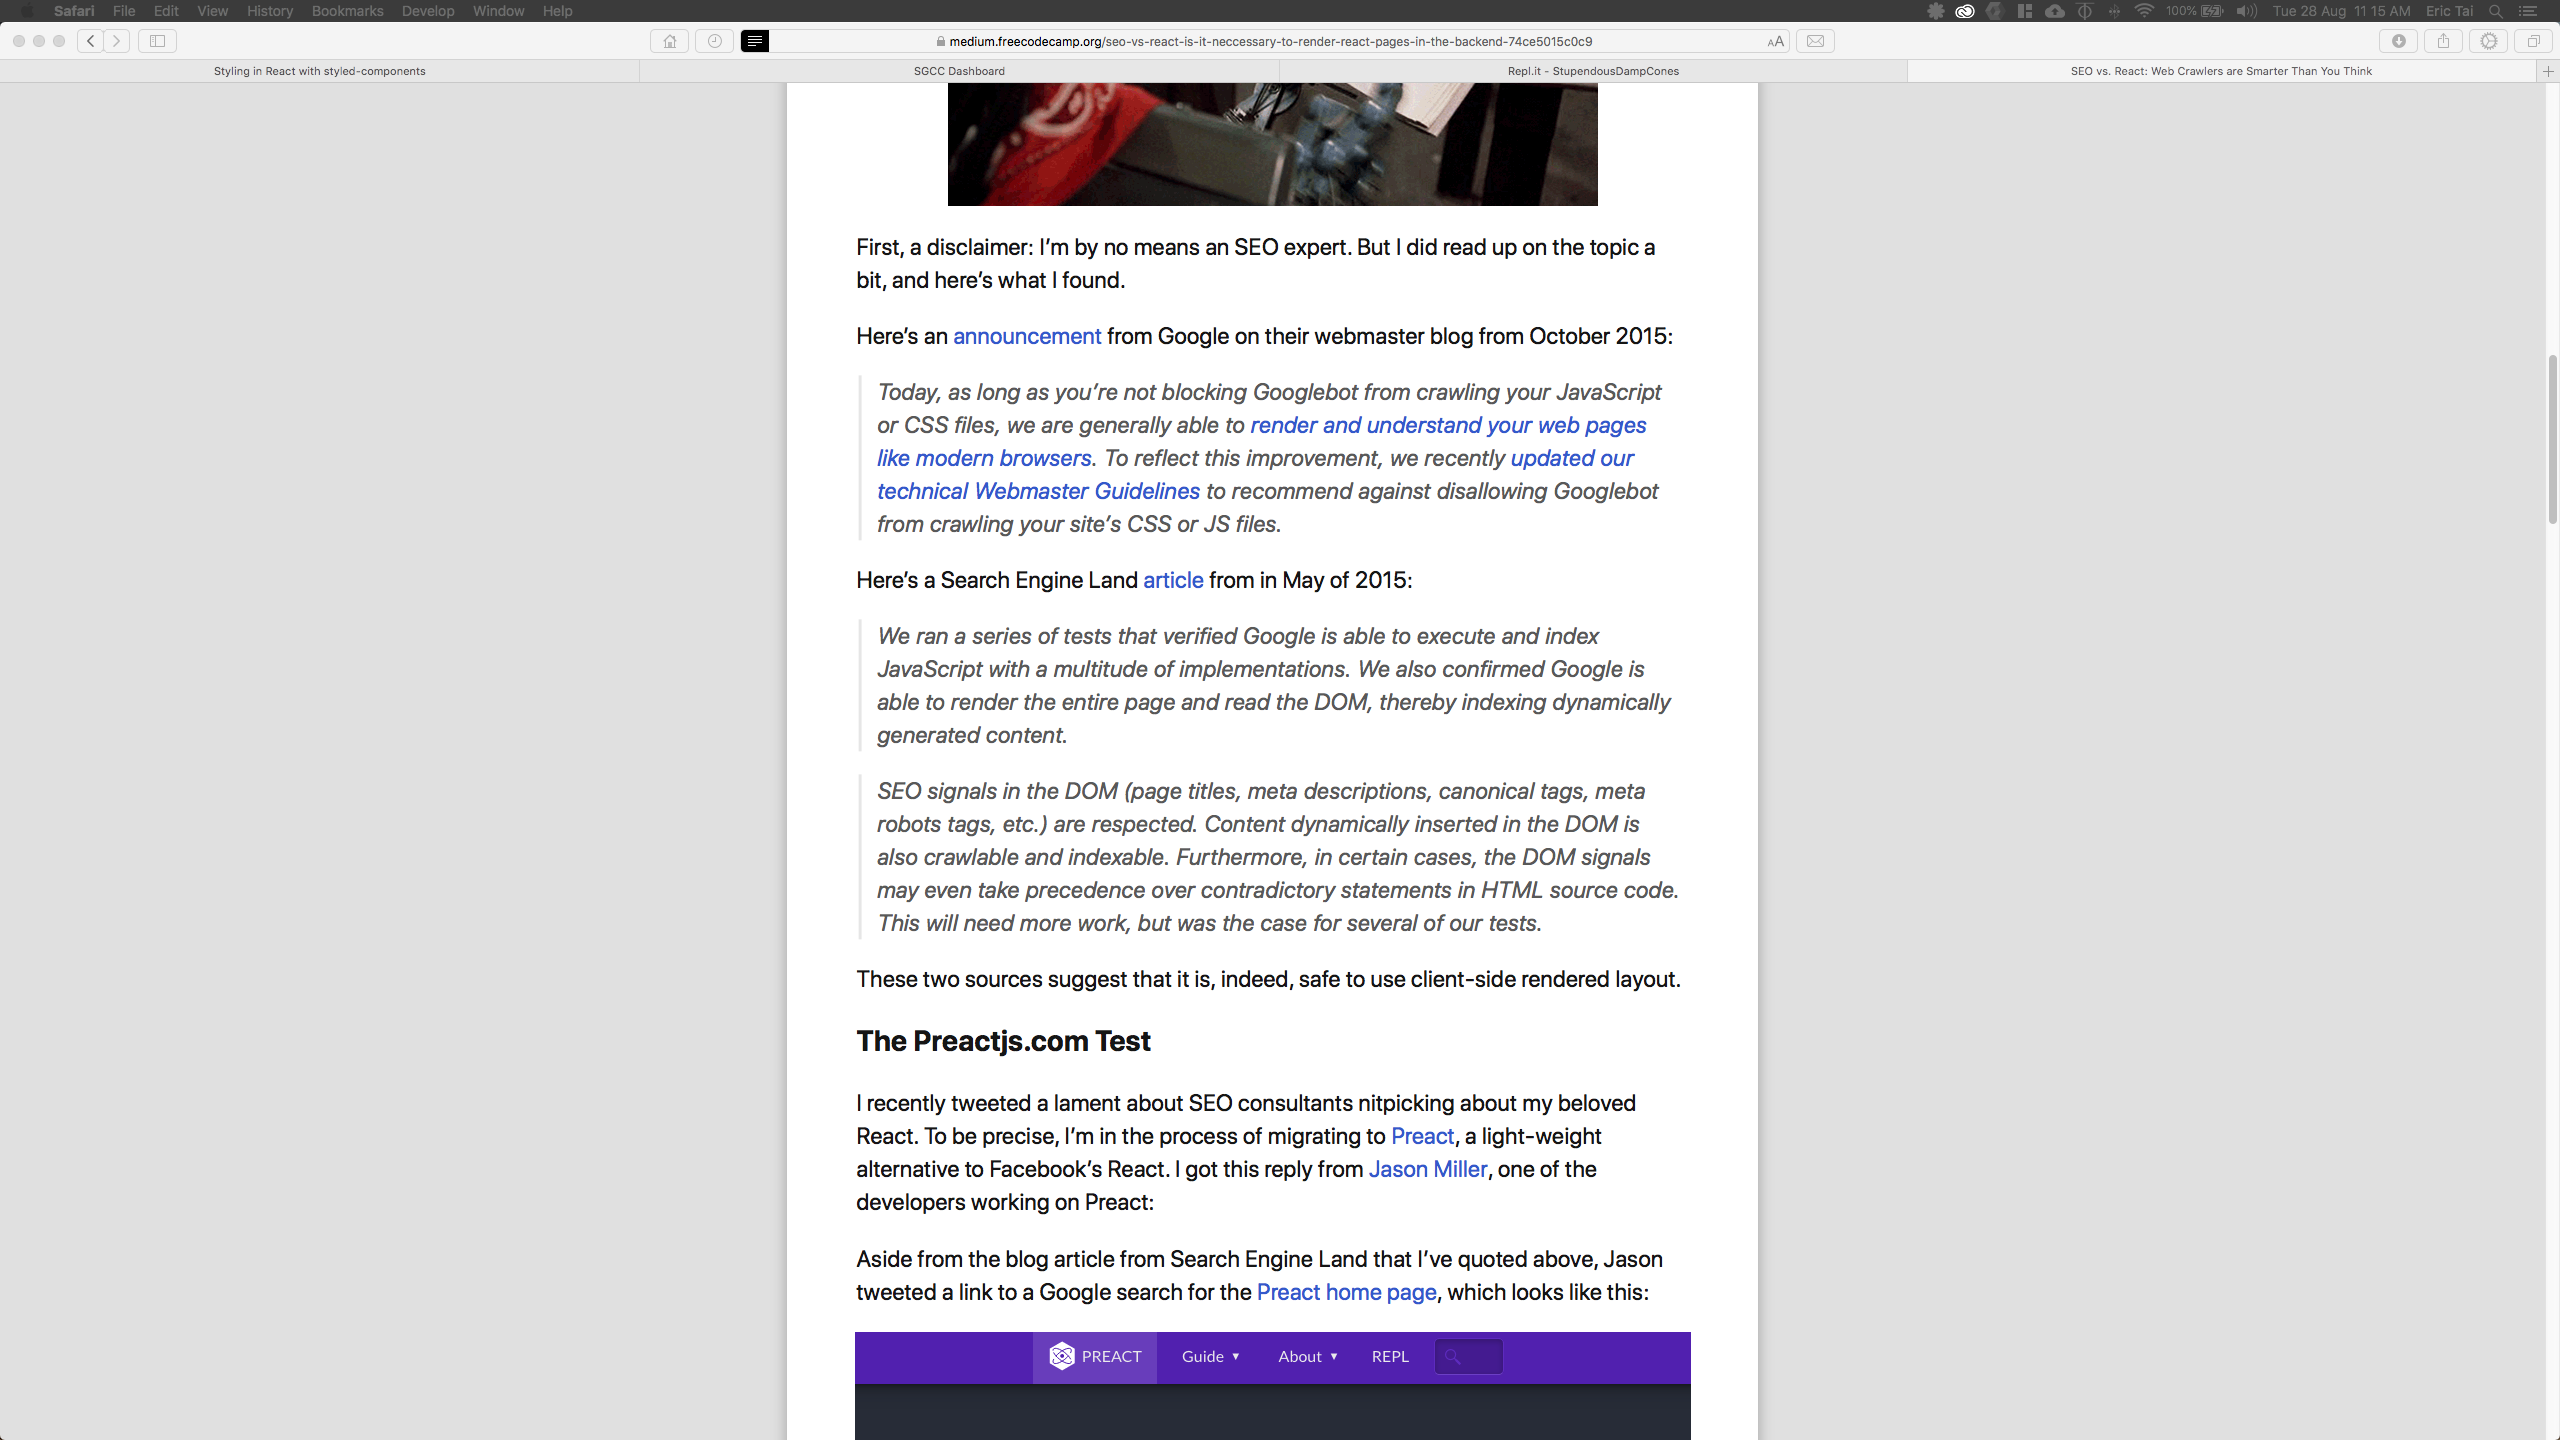 Safari File Edit View History Bookmarks Develop Window Help 100% Tue 28 Aug 11 15 AM Eric Tai
medium.freecodecamp.org/seo-vs-react-is-it-neccessary-to-render-react-pages-in-the-backend-74ce5015c0c9 AA
Styling in React with styled-components SGCC Dashboard Repl.it - StupendousDampCones SEO vs. React: Web Crawlers are Smarter Than You Think
First, a disclaimer: I’m by no means an SEO expert. But I did read up on the topic a
bit, and here’s what I found.
Here’s an announcement from Google on their webmaster blog from October 2015:
Today, as long as you’re not blocking Googlebot from crawling your JavaScript
or CSS files, we are generally able to render and understand your web pages
like modern browsers. To reflect this improvement, we recently updated our
technical Webmaster Guidelines to recommend against disallowing Googlebot
from crawling your site’s CSS or JS files.
Here’s a Search Engine Land article from in May of 2015:
We ran a series of tests that verified Google is able to execute and index
JavaScript with a multitude of implementations. We also confirmed Google is
able to render the entire page and read the DOM, thereby indexing dynamically
generated content.
SEO signals in the DOM (page titles, meta descriptions, canonical tags, meta
robots tags, etc.) are respected. Content dynamically inserted in the DOM is
also crawlable and indexable. Furthermore, in certain cases, the DOM signals
may even take precedence over contradictory statements in HTML source code.
This will need more work, but was the case for several of our tests.
These two sources suggest that it is, indeed, safe to use client-side rendered layout.
The Preactjs.com Test
I recently tweeted a lament about SEO consultants nitpicking about my beloved
React. To be precise, I’m in the process of migrating to Preact, a light-weight
alternative to Facebook’s React. I got this reply from Jason Miller, one of the
developers working on Preact:
Aside from the blog article from Search Engine Land that I’ve quoted above, Jason
tweeted a link to a Google search for the Preact home page, which looks like this:
PREACT Guide ▼ About ▼ REPL